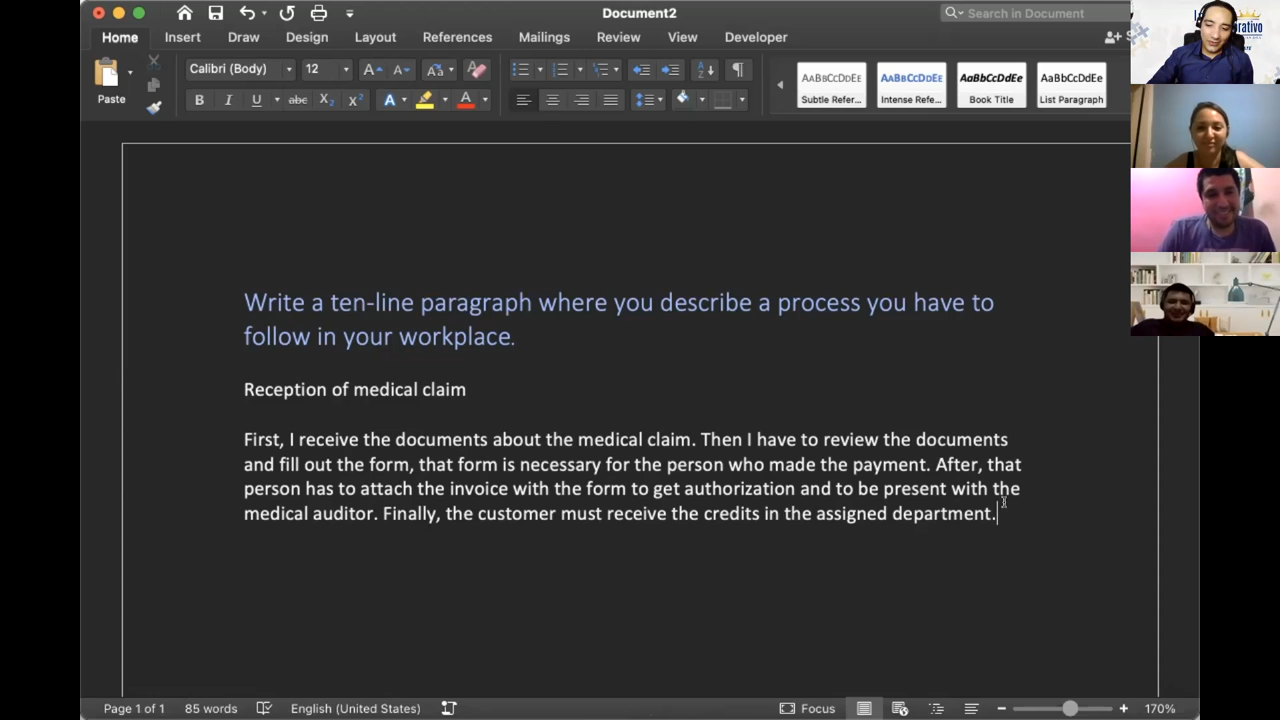 Document2
Search in Document
Home Insert Draw Design Layout References Mailings Review View Developer
Paste
Calibri (Body) 12
AaBbCcDdEe AaBbCcDdEe AaBbCcDdEe AaBbCcDdEe
Subtle Refer... Intense Refe... Book Title List Paragraph
Write a ten-line paragraph where you describe a process you have to
follow in your workplace.
Reception of medical claim
First, I receive the documents about the medical claim. Then I have to review the documents
and fill out the form, that form is necessary for the person who made the payment. After, that
person has to attach the invoice with the form to get authorization and to be present with the
medical auditor. Finally, the customer must receive the credits in the assigned department.
Page 1 of 1 85 words English (United States) Focus 170%